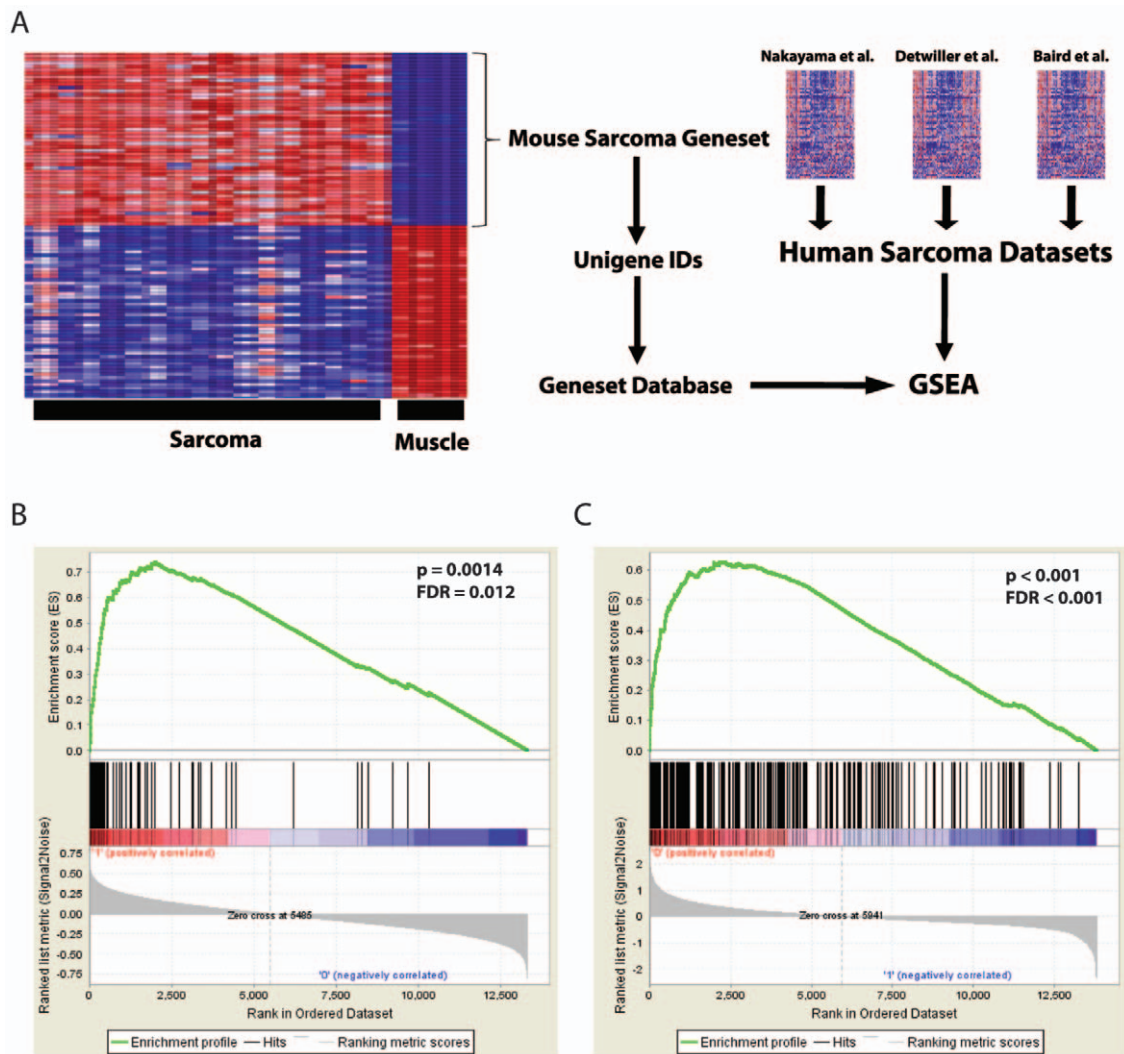 A
Nakayama et al.
Detwiller et al.
Baird et al.
Mouse Sarcoma Geneset
Unigene IDs
Human Sarcoma Datasets
Geneset Database
GSEA
Sarcoma
Muscle
B
p = 0.0014
FDR = 0.012
Enrichment score (ES)
0.7
0.6
0.5
0.4
0.3
0.2
0.1
0.0
Ranked list metric (Signal2Noise)
0.75
0.50
0.25
0.00
-0.25
-0.50
-0.75
'1' (positively correlated)
Zero cross at 5485
'0' (negatively correlated)
0
2,500
5,000
7,500
10,000
12,500
Rank in Ordered Dataset
Enrichment profile
Hits
Ranking metric scores
C
p < 0.001
FDR < 0.001
Enrichment score (ES)
0.6
0.5
0.4
0.3
0.2
0.1
0.0
Ranked list metric (Signal2Noise)
2
1
0
-1
-2
'0' (positively correlated)
Zero cross at 5941
'1' (negatively correlated)
0
2,500
5,000
7,500
10,000
12,500
Rank in Ordered Dataset
Enrichment profile
Hits
Ranking metric scores